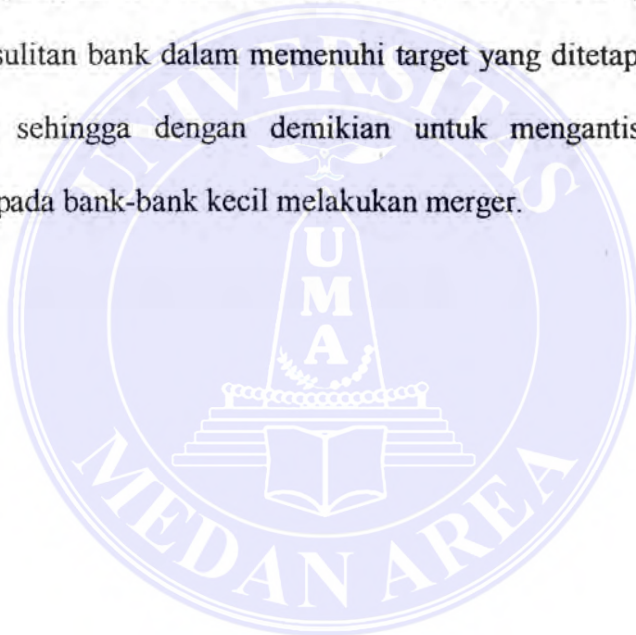 sulitan bank dalam memenuhi target yang ditetap
sehingga dengan demikian untuk mengantis
pada bank-bank kecil melakukan merger.
UNIVERSITAS
UMA
MEDAN AREA